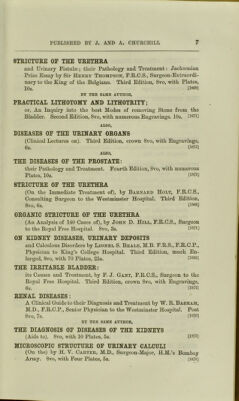 PUBLISHED BY J. AND A. CHURCHILL 7
STRICTURE OF THE URETHRA
and Urinary Fistulæ; their Pathology and Treatment: Jacksonian
Prize Essay by Sir HENRY THOMPSON, F.R.C.S., Surgeon-Extraordi-
nary to the King of the Belgians. Third Edition, 8vo, with Plates,
10s. [1869]
BY THE SAME AUTHOR,
PRACTICAL LITHOTOMY AND LITHOTRITY;
or, An Inquiry into the best Modes of removing Stone from the
Bladder. Second Edition, 8vo, with numerous Engravings. 10s. [1871]
ALSO,
DISEASES OF THE URINARY ORGANS
(Clinical Lectures on). Third Edition, crown 8vo, with Engravings,
6s. [1872]
ALSO,
THE DISEASES OF THE PROSTATE:
their Pathology and Treatment. Fourth Edition, 8vo, with numerous
Plates, 10s. [1873]
STRICTURE OF THE URETHRA
(On the Immediate Treatment of), by BARNARD HOLT, F.R.C.S.,
Consulting Surgeon to the Westminster Hospital. Third Edition,
8vo, 6s. [1868]
ORGANIC STRICTURE OF THE URETHRA
(An Analysis of 140 Cases of), by JOHN D. HILL, F.R.C.S., Surgeon
to the Royal Free Hospital. 8vo, 3s. [1871]
ON KIDNEY DISEASES, URINARY DEPOSITS
and Calculous Disorders by LIONEL S. BEALE, M.B. F.R.S., F.R.C.P.,
Physician to King's College Hospital. Third Edition, much En-
larged, 8vo, with 70 Plates, 25s. [1868]
THE IRRITABLE BLADDER:
its Causes and Treatment, by F. J. GANT, F.R.C.S., Surgeon to the
Royal Free Hospital. Third Edition, crown 8vo, with Engravings,
6s.
RENAL DISEASES:
A Clinical Guide to their Diagnosis and Treatment by W. R. BASHAM,
M.D., F.R.C.P., Senior Physician to the Westminster Hospital. Post
8vo, 7s. [1870]
BY THE SAME AUTHOR,
THE DIAGNOSIS OF DISEASES OF THE KIDNEYS
(Aids to). 8vo, with 10 Plates, 5s. [1872]
MICROSCOPIC STRUCTURE OF URINARY CALCULI
(On the) by H. V. CARTER, M.D., Surgeon-Major, H.M.'s Bombay
Army. 8vo, with Four Plates, 5s. [1873]